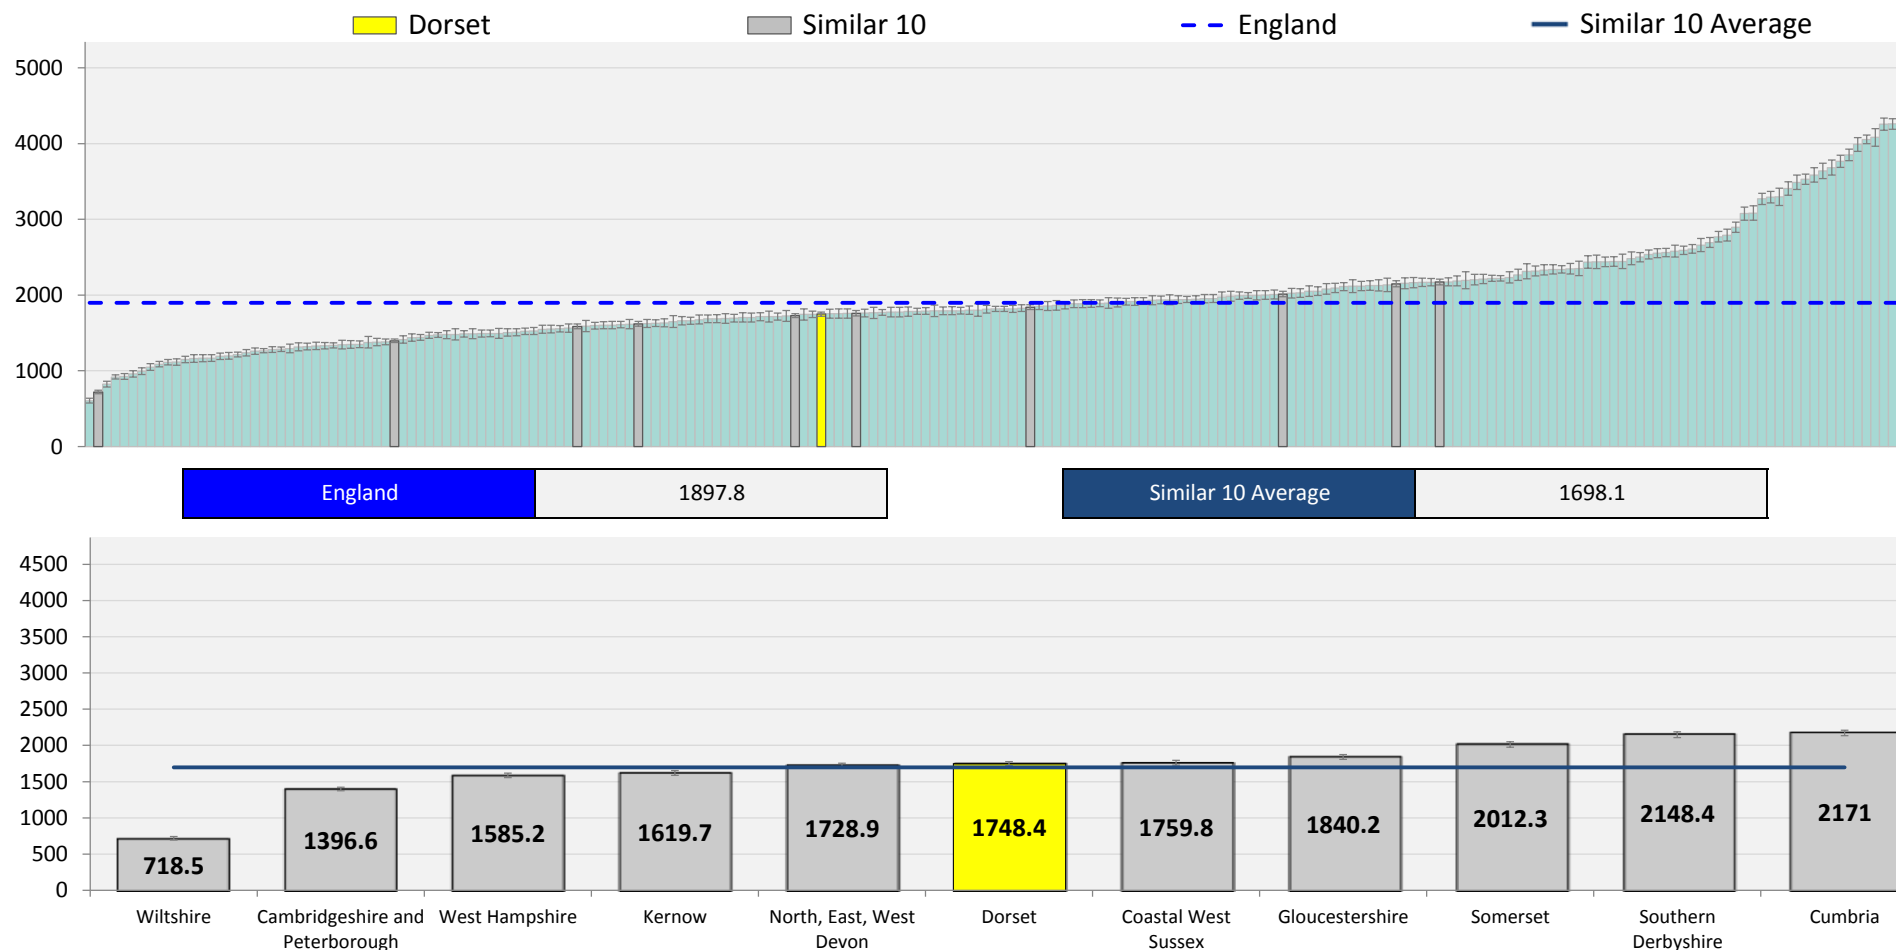 Dorset
Similar 10
England
Similar 10 Average
5000
4000
3000
2000
1000
0
England
1897.8
Similar 10 Average
1698.1
4500
4000
3500
3000
2500
2000
1500
1000
500
0
718.5
1396.6
1585.2
1619.7
1728.9
1748.4
1759.8
1840.2
2012.3
2148.4
2171
Wiltshire
Cambridgeshire and
Peterborough
West Hampshire
Kernow
North, East, West
Devon
Dorset
Coastal West
Sussex
Gloucestershire
Somerset
Southern
Derbyshire
Cumbria